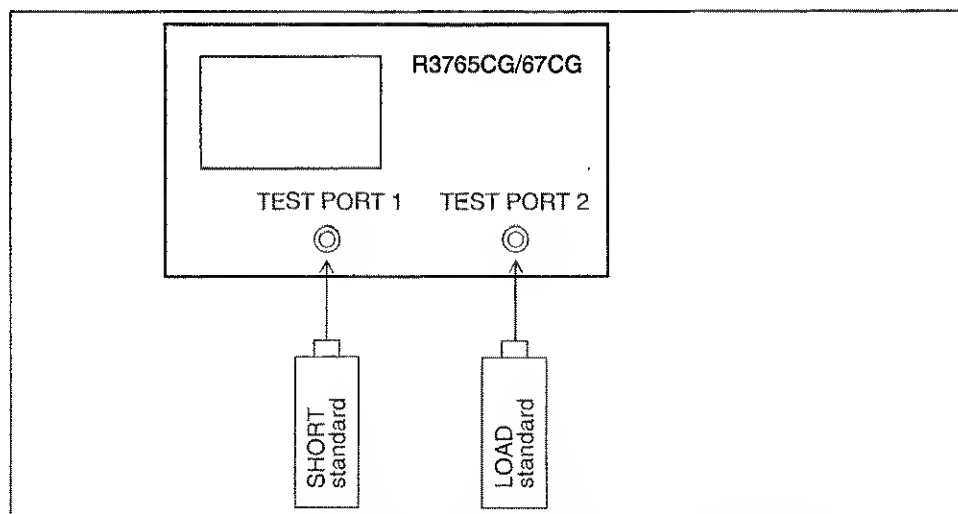 R3765CG/67CG
TEST PORT 1
TEST PORT 2
SHORT
standard
LOAD
standard